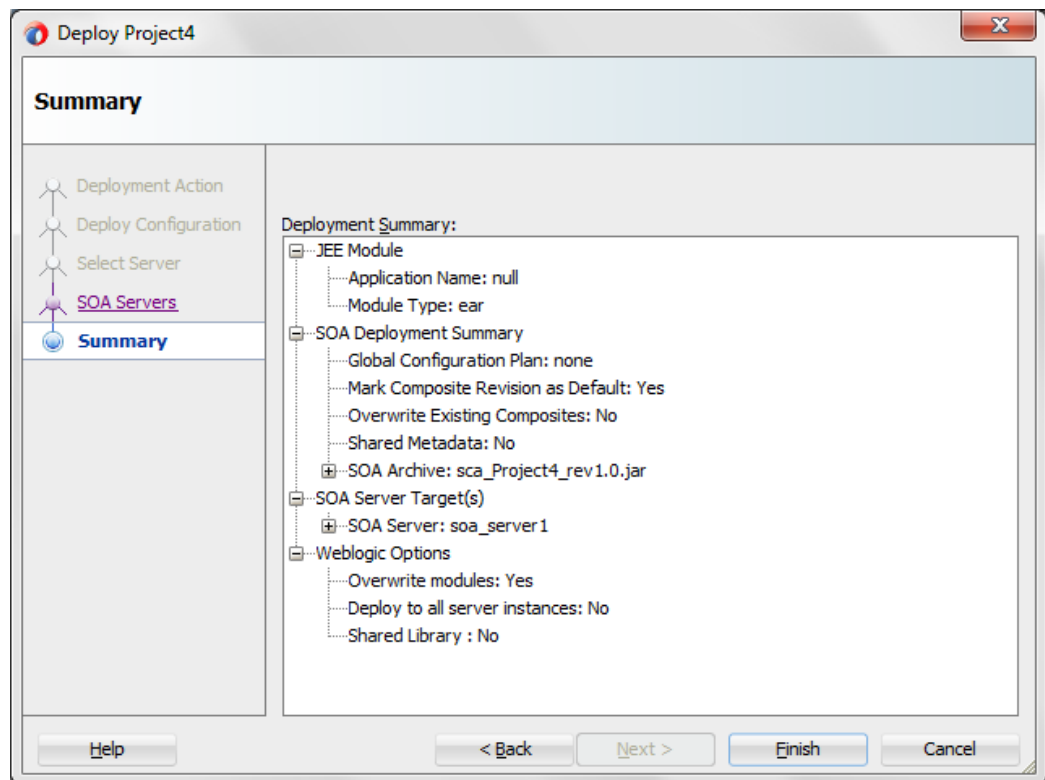 Deploy Project4
Summary
Deployment Action
Deploy Configuration
Select Server
SOA Servers
Summary
Deployment Summary:
JEE Module
Application Name: null
Module Type: ear
SOA Deployment Summary
Global Configuration Plan: none
Mark Composite Revision as Default: Yes
Overwrite Existing Composites: No
Shared Metadata: No
SOA Archive: sca_Project4_rev1.0.jar
SOA Server Target(s)
SOA Server: soa_server1
Weblogic Options
Overwrite modules: Yes
Deploy to all server instances: No
Shared Library : No
Help < Back Next > Finish Cancel